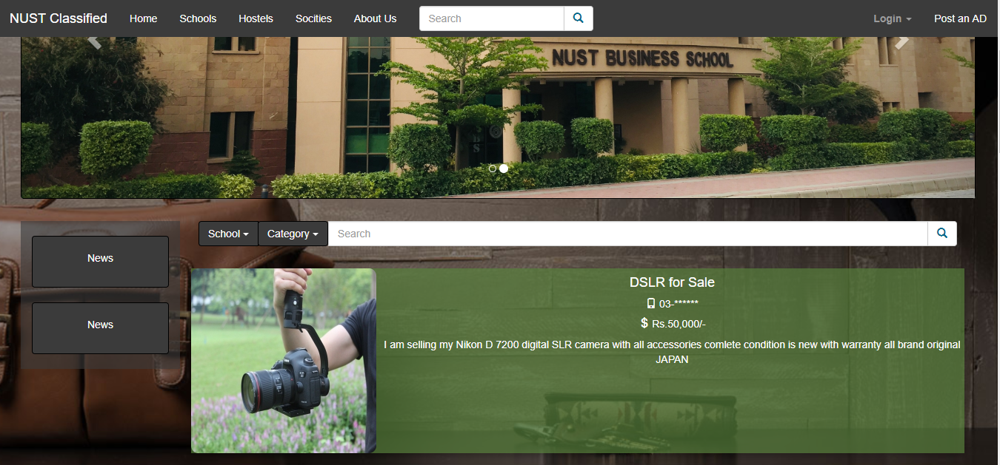 NUST Classified Home Schools Hostels Socities About Us Search Login Post an AD
NUST BUSINESS SCHOOL
School Category Search
News
News
DSLR for Sale
03-******
$ Rs.50,000/-
I am selling my Nikon D 7200 digital SLR camera with all accessories comlete condition is new with warranty all brand original
JAPAN